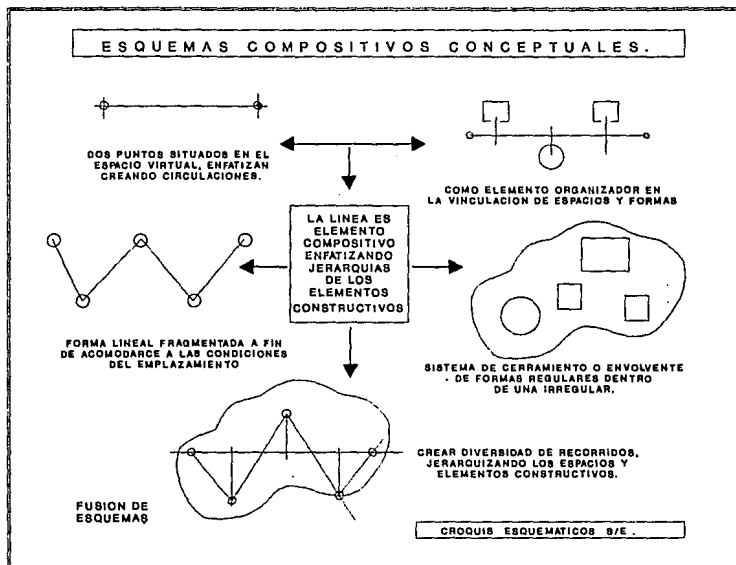 ESQUEMAS COMPOSITIVOS CONCEPTUALES.
DOS PUNTOS SITUADOS EN EL
ESPACIO VIRTUAL, ENFATIZAN
CREANDO CIRCULACIONES.
COMO ELEMENTO ORGANIZADOR EN
LA VINCULACION DE ESPACIOS Y FORMAS
LA LINEA ES
ELEMENTO
COMPOSITIVO
ENFATIZANDO
JERARQUIAS
DE LOS
ELEMENTOS
CONSTRUCTIVOS
FORMA LINEAL FRAGMENTADA A FIN
DE ACOMODARCE A LAS CONDICIONES
DEL EMPLAZAMIENTO
SISTEMA DE CERRAMIENTO O ENVOLVENTE
DE FORMAS REGULARES DENTRO
DE UNA IRREGULAR.
CREAR DIVERSIDAD DE RECORRIDOS,
JERARQUIZANDO LOS ESPACIOS Y
ELEMENTOS CONSTRUCTIVOS.
FUSION DE
ESQUEMAS
CROQUIS ESQUEMATICOS S/E.